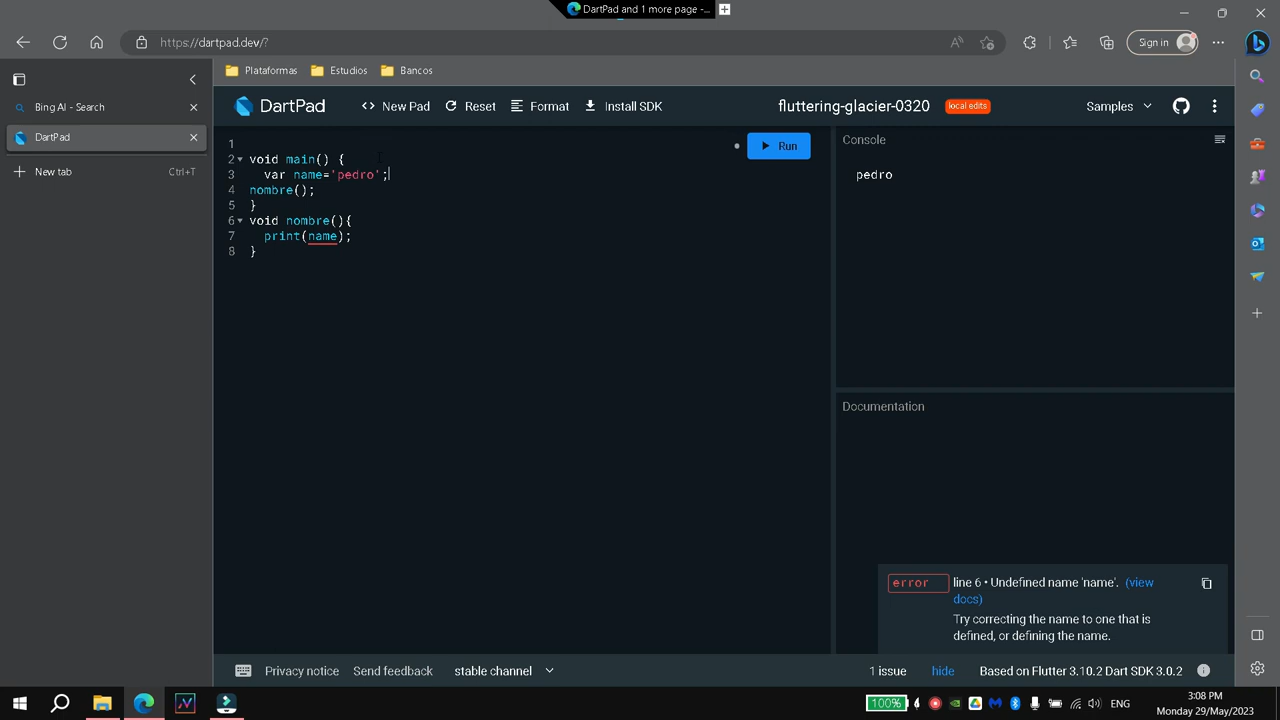 DartPad and 1 more page -...
https://dartpad.dev/?
Sign in
Plataformas
Estudios
Bancos
Bing AI - Search
DartPad
New tab
Ctrl+T
DartPad
New Pad
Reset
Format
Install SDK
fluttering-glacier-0320
local edits
Samples
Run
1
2 void main() {
3 var name='pedro';
4 nombre();
5 }
6 void nombre(){
7 print(name);
8 }
Console
pedro
Documentation
error
line 6 • Undefined name 'name'. (view
docs)
Try correcting the name to one that is
defined, or defining the name.
Privacy notice
Send feedback
stable channel
1 issue
hide
Based on Flutter 3.10.2 Dart SDK 3.0.2
100%
ENG
3:08 PM
Monday 29/May/2023